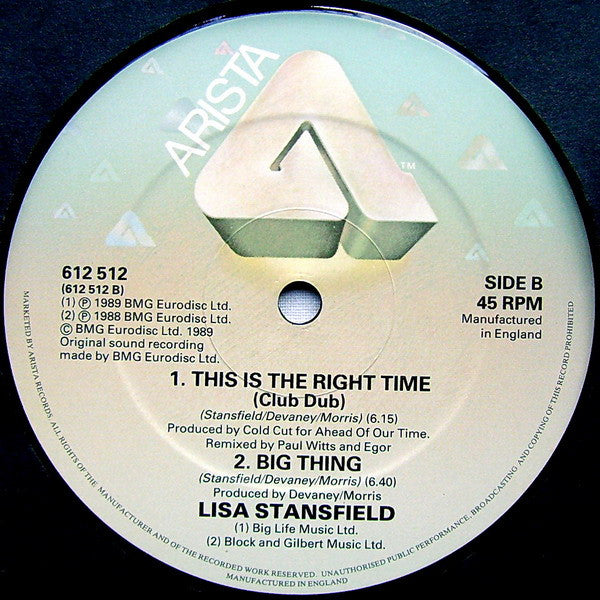 ARISTA
TM
612 512
(612 512 B)
(1) ℗ 1989 BMG Eurodisc Ltd.
(2) ℗ 1988 BMG Eurodisc Ltd.
© BMG Eurodisc Ltd. 1989
Original sound recording
made by BMG Eurodisc Ltd.
SIDE B
45 RPM
Manufactured
in England
1. THIS IS THE RIGHT TIME
(Club Dub)
(Stansfield/Devaney/Morris) (6.15)
Produced by Cold Cut for Ahead Of Our Time.
Remixed by Paul Witts and Egor
2. BIG THING
(Stansfield/Devaney/Morris) (6.40)
Produced by Devaney/Morris
LISA STANSFIELD
(1) Big Life Music Ltd.
(2) Block and Gilbert Music Ltd.
MARKETED BY ARISTA RECORDS. ALL RIGHTS OF THE MANUFACTURER AND OF THE RECORDED WORK RESERVED. UNAUTHORISED PUBLIC PERFORMANCE, BROADCASTING AND COPYING OF THIS RECORD PROHIBITED
MANUFACTURED IN ENGLAND